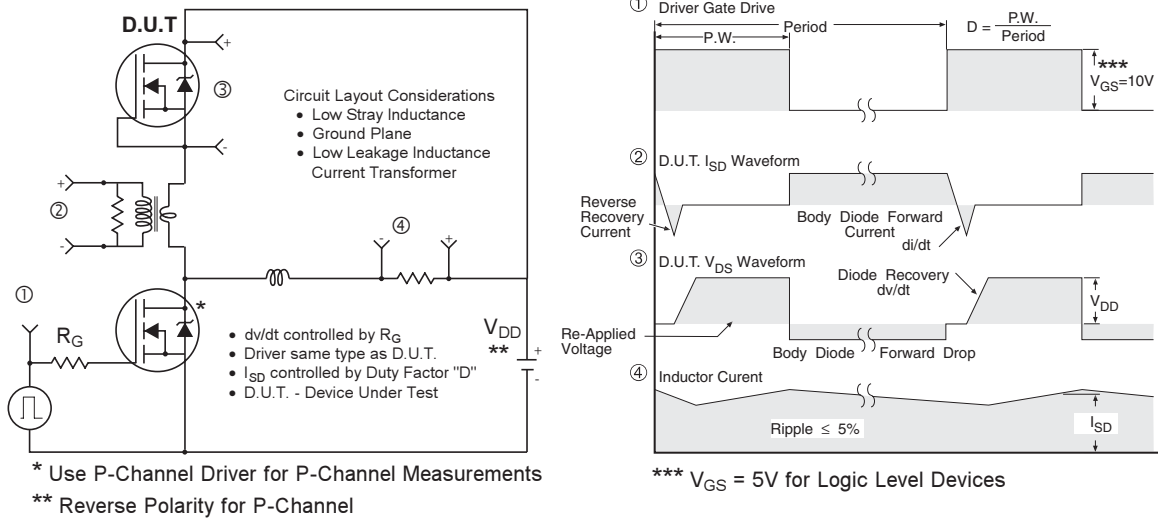 D.U.T
+
③
-
Circuit Layout Considerations
• Low Stray Inductance
• Ground Plane
• Low Leakage Inductance
Current Transformer
+
②
-
④
-
+
①
R_G
*
• dv/dt controlled by R_G
• Driver same type as D.U.T.
• I_SD controlled by Duty Factor "D"
• D.U.T. - Device Under Test
V_DD
**
+
-
* Use P-Channel Driver for P-Channel Measurements
** Reverse Polarity for P-Channel
① Driver Gate Drive
P.W.
Period
D = P.W.
Period
***
V_GS=10V
② D.U.T. I_SD Waveform
Reverse
Recovery
Current
Body Diode Forward
Current
di/dt
③ D.U.T. V_DS Waveform
Diode Recovery
dv/dt
V_DD
Re-Applied
Voltage
Body Diode Forward Drop
④ Inductor Curent
Ripple ≤ 5%
I_SD
*** V_GS = 5V for Logic Level Devices